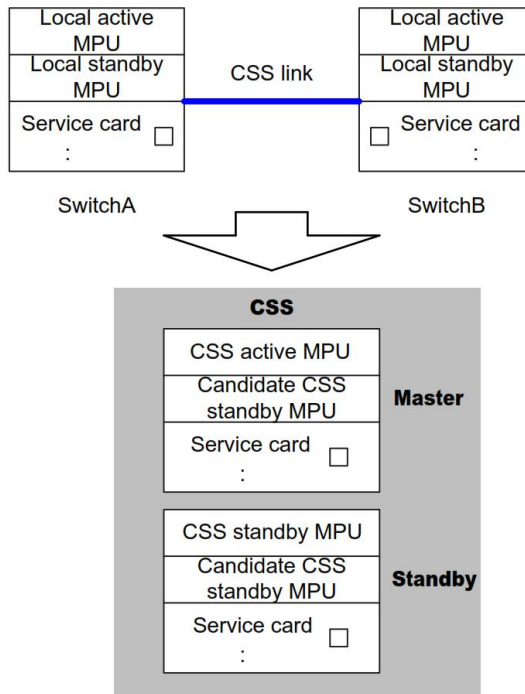 Local active
MPU
Local standby
MPU
Service card
:
SwitchA
CSS link
Local active
MPU
Local standby
MPU
Service card
:
SwitchB
CSS
CSS active MPU
Candidate CSS
standby MPU
Service card
:
Master
CSS standby MPU
Candidate CSS
standby MPU
Service card
:
Standby